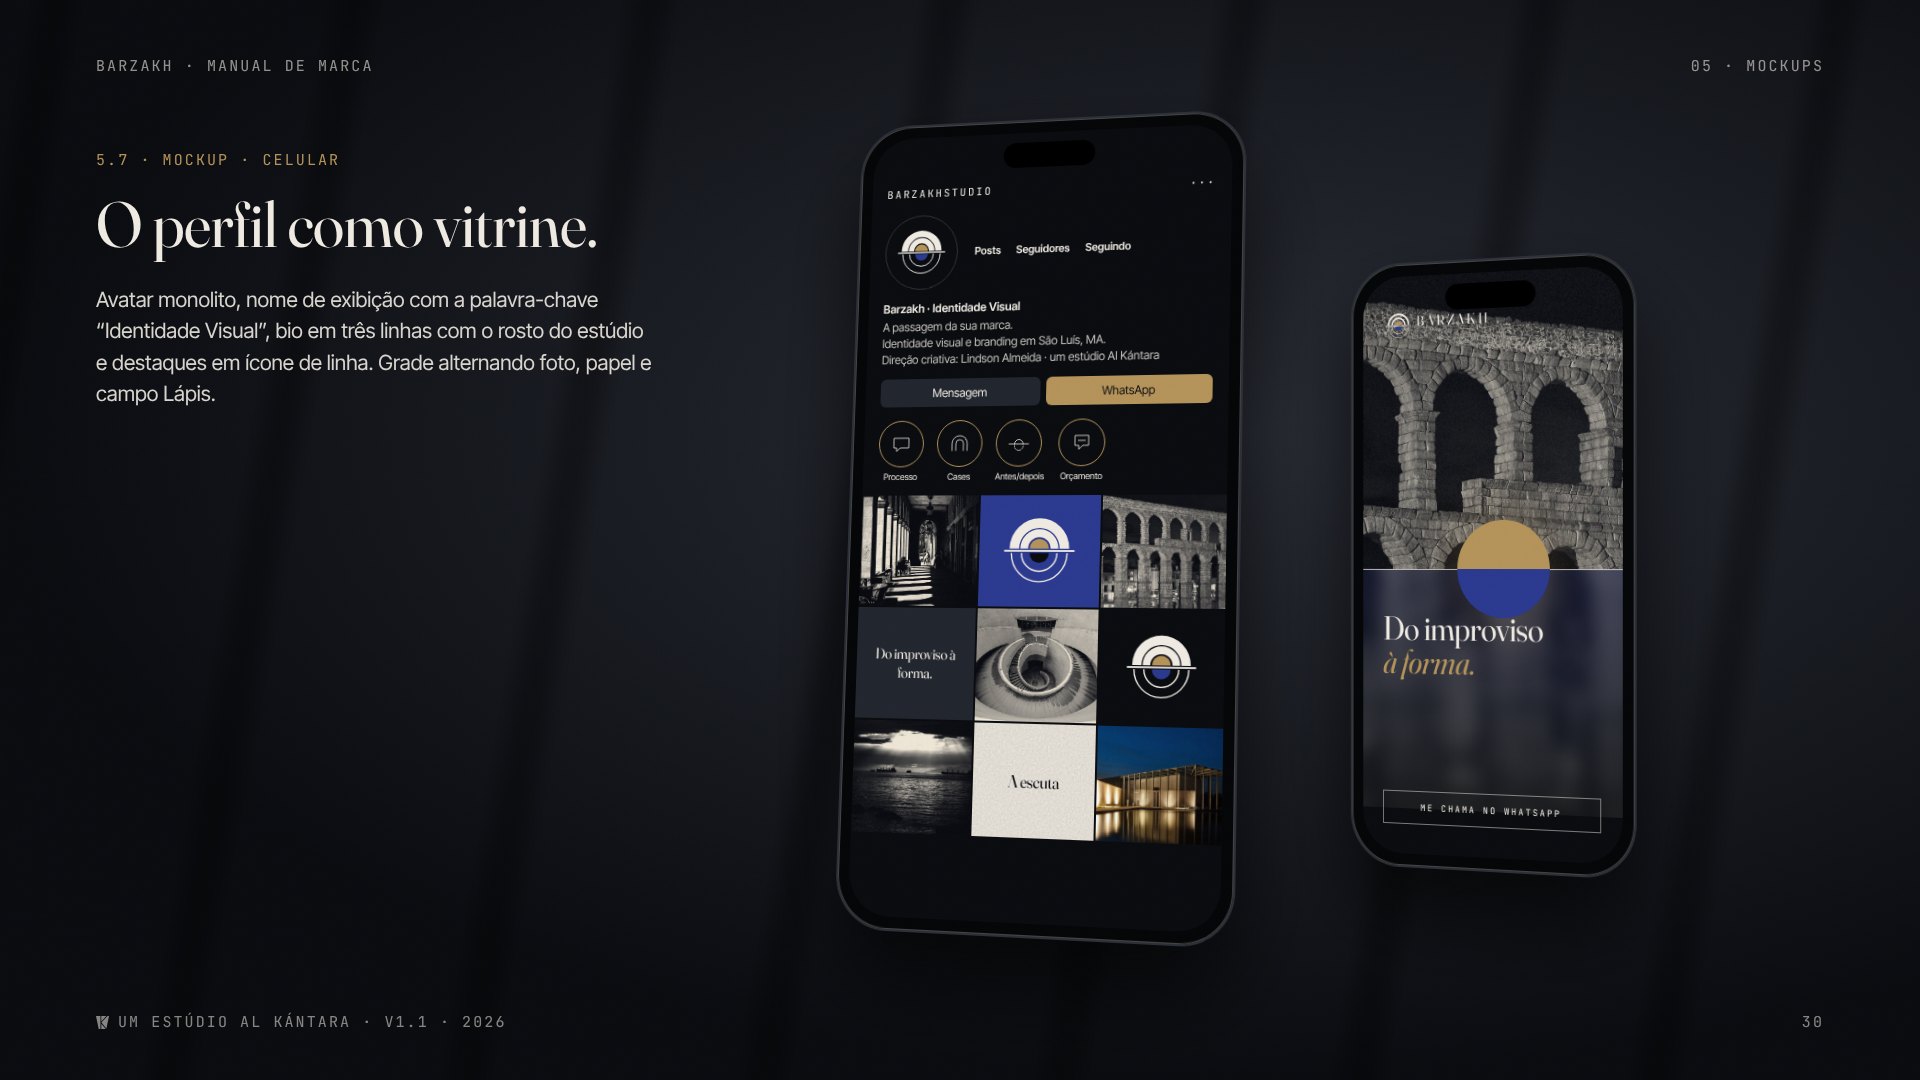 BARZAKH · MANUAL DE MARCA
05 · MOCKUPS
5.7 · MOCKUP · CELULAR
O perfil como vitrine.
Avatar monolito, nome de exibição com a palavra-chave
“Identidade Visual”, bio em três linhas com o rosto do estúdio
e destaques em ícone de linha. Grade alternando foto, papel e
campo Lápis.
BARZAKHSTUDIO
...
Posts Seguidores Seguindo
Barzakh · Identidade Visual
A passagem da sua marca.
Identidade visual e branding em São Luís, MA.
Direção criativa: Lindson Almeida · um estúdio Al Kántara
Mensagem
WhatsApp
Processo
Cases
Antes/depois
Orçamento
Do improviso à
forma.
A escuta
BARZAKH
Do improviso
à forma.
ME CHAMA NO WHATSAPP
UM ESTÚDIO AL KÁNTARA · V1.1 · 2026
30